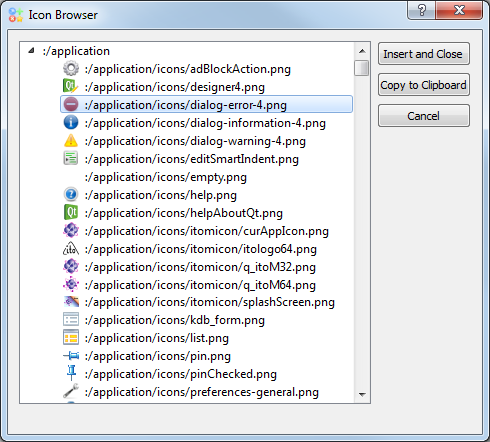 Icon Browser
:/application
:/application/icons/adBlockAction.png
:/application/icons/designer4.png
:/application/icons/dialog-error-4.png
:/application/icons/dialog-information-4.png
:/application/icons/dialog-warning-4.png
:/application/icons/editSmartIndent.png
:/application/icons/empty.png
:/application/icons/help.png
:/application/icons/helpAboutQt.png
:/application/icons/itomicon/curAppIcon.png
:/application/icons/itomicon/itologo64.png
:/application/icons/itomicon/q_itoM32.png
:/application/icons/itomicon/q_itoM64.png
:/application/icons/itomicon/splashScreen.png
:/application/icons/kdb_form.png
:/application/icons/list.png
:/application/icons/pin.png
:/application/icons/pinChecked.png
:/application/icons/preferences-general.png
Insert and Close
Copy to Clipboard
Cancel